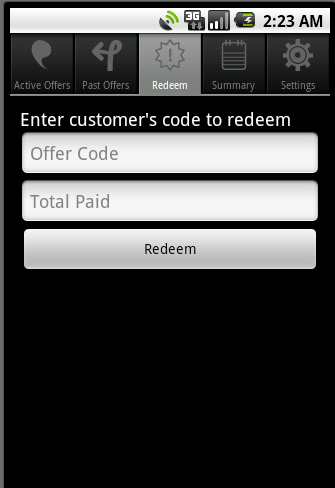 3G 2:23 AM
Active Offers Past Offers Redeem Summary Settings
Enter customer's code to redeem
Offer Code
Total Paid
Redeem